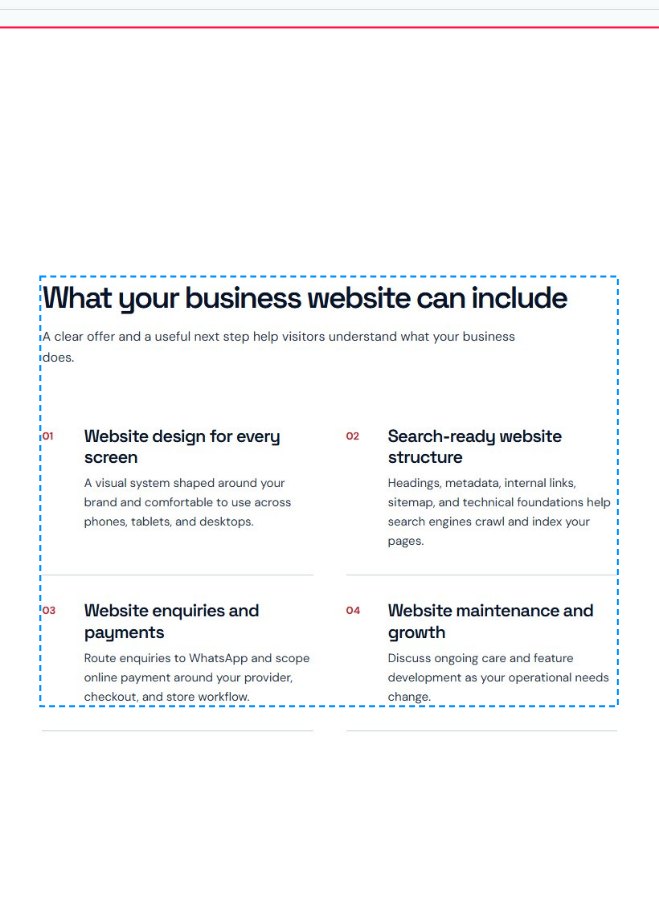 What your business website can include
A clear offer and a useful next step help visitors understand what your business
does.
01
Website design for every
screen
A visual system shaped around your
brand and comfortable to use across
phones, tablets, and desktops.
02
Search-ready website
structure
Headings, metadata, internal links,
sitemap, and technical foundations help
search engines crawl and index your
pages.
03
Website enquiries and
payments
Route enquiries to WhatsApp and scope
online payment around your provider,
checkout, and store workflow.
04
Website maintenance and
growth
Discuss ongoing care and feature
development as your operational needs
change.